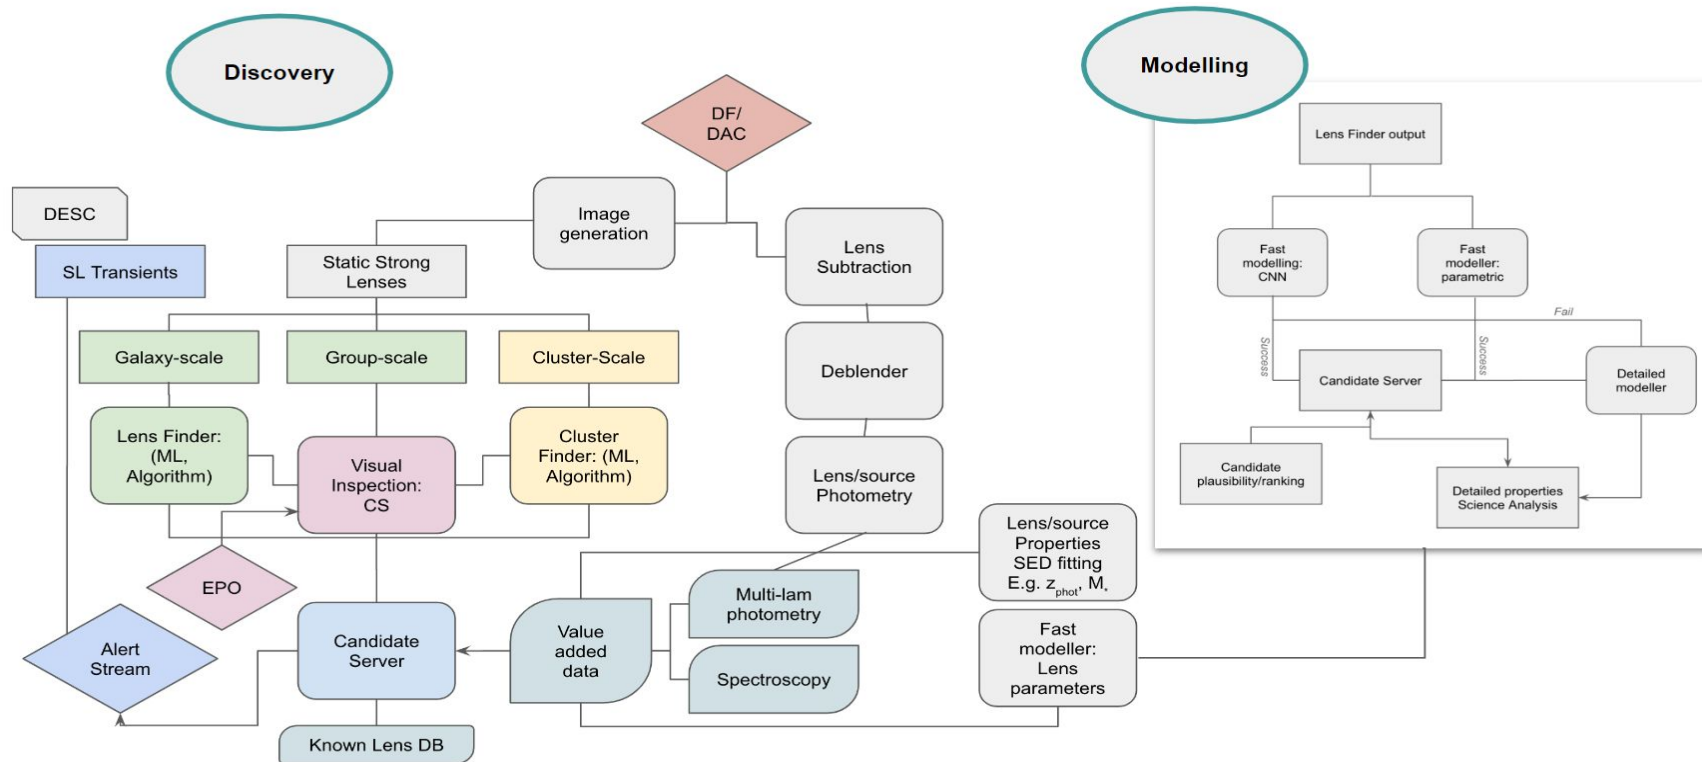 Discovery
DF/
DAC
Image
generation
DESC
SL Transients
Static Strong
Lenses
Lens
Subtraction
Galaxy-scale
Group-scale
Cluster-Scale
Deblender
Lens Finder:
(ML,
Algorithm)
Visual
Inspection:
CS
Cluster
Finder: (ML,
Algorithm)
Lens/source
Photometry
EPO
Lens/source
Properties
SED fitting
E.g. z_phot, M_*
Multi-lam
photometry
Alert
Stream
Candidate
Server
Value
added
data
Spectroscopy
Fast
modeller:
Lens
parameters
Known Lens DB
Modelling
Lens Finder output
Fast
modelling:
CNN
Fast
modeller:
parametric
Fail
Success
Success
Candidate Server
Detailed
modeller
Candidate
plausibility/ranking
Detailed properties
Science Analysis